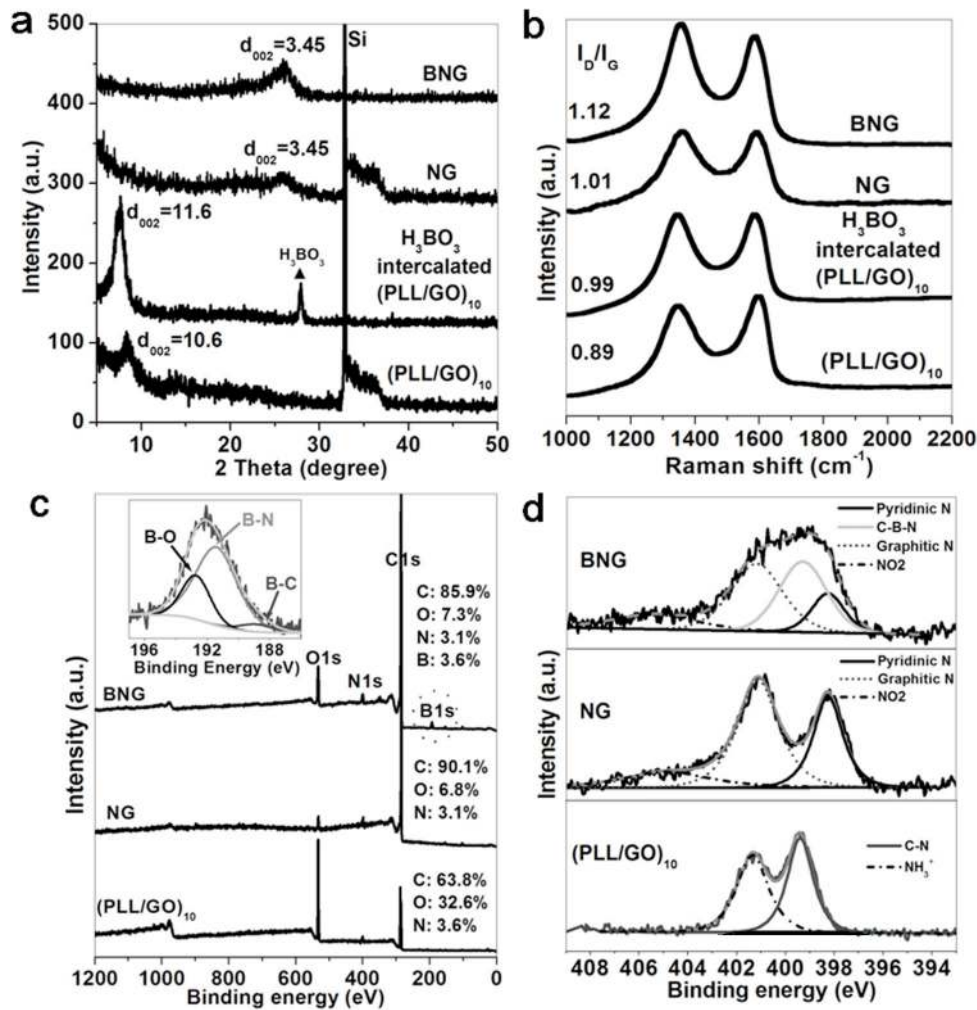 a
500
400
300
200
100
0
10
20
30
40
50
Intensity (a.u.)
2 Theta (degree)
d002=3.45
Si
BNG
d002=3.45
NG
d002=11.6
H3BO3
H3BO3
intercalated
(PLL/GO)10
d002=10.6
(PLL/GO)10
b
Intensity (a.u.)
ID/IG
1.12
BNG
1.01
NG
H3BO3
intercalated
0.99
(PLL/GO)10
0.89
(PLL/GO)10
1000 1200 1400 1600 1800 2000 2200
Raman shift (cm-1)
c
Intensity (a.u.)
B-N
B-O
B-C
196 192 188
Binding Energy (eV)
C1s
C: 85.9%
O: 7.3%
N: 3.1%
B: 3.6%
O1s
N1s
BNG
B1s
C: 90.1%
O: 6.8%
N: 3.1%
NG
C: 63.8%
O: 32.6%
N: 3.6%
(PLL/GO)10
1200 1000 800 600 400 200 0
Binding energy (eV)
d
Intensity (a.u.)
BNG
Pyridinic N
C-B-N
Graphitic N
NO2
NG
Pyridinic N
Graphitic N
NO2
(PLL/GO)10
C-N
NH3+
408 406 404 402 400 398 396 394
Binding energy (eV)